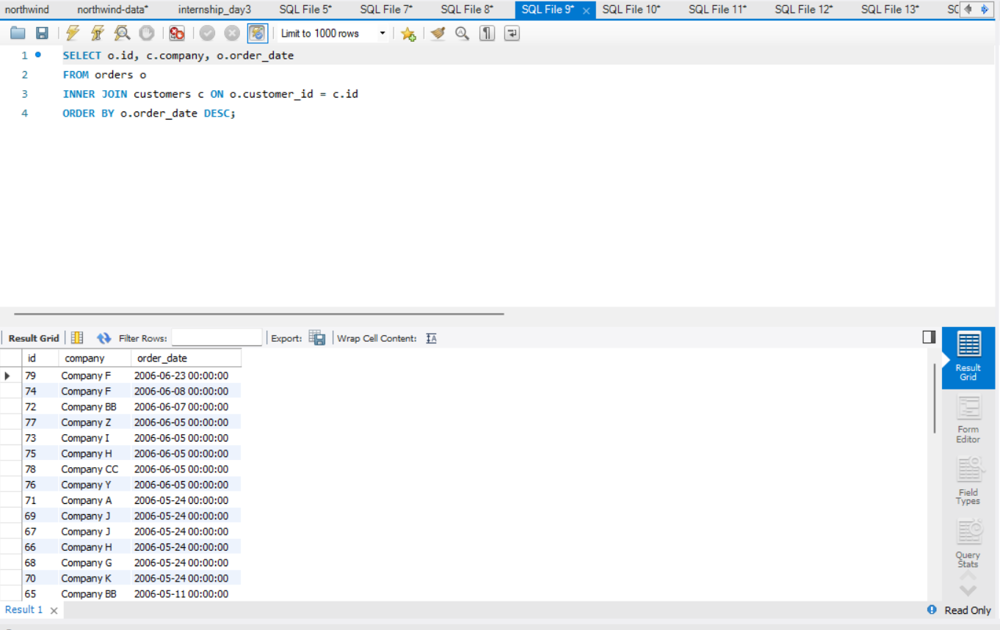 northwind northwind-data* internship_day3 SQL File 5* SQL File 7* SQL File 8* SQL File 9* SQL File 10* SQL File 11* SQL File 12* SQL File 13* SC
Limit to 1000 rows
1 SELECT o.id, c.company, o.order_date
2 FROM orders o
3 INNER JOIN customers c ON o.customer_id = c.id
4 ORDER BY o.order_date DESC;
Result Grid Filter Rows: Export: Wrap Cell Content:
id company order_date
79 Company F 2006-06-23 00:00:00
74 Company F 2006-06-08 00:00:00
72 Company BB 2006-06-07 00:00:00
77 Company Z 2006-06-05 00:00:00
73 Company I 2006-06-05 00:00:00
75 Company H 2006-06-05 00:00:00
78 Company CC 2006-06-05 00:00:00
76 Company Y 2006-06-05 00:00:00
71 Company A 2006-05-24 00:00:00
69 Company J 2006-05-24 00:00:00
67 Company J 2006-05-24 00:00:00
66 Company H 2006-05-24 00:00:00
68 Company G 2006-05-24 00:00:00
70 Company K 2006-05-24 00:00:00
65 Company BB 2006-05-11 00:00:00
Result
Grid
Form
Editor
Field
Types
Query
Stats
Result 1 Read Only